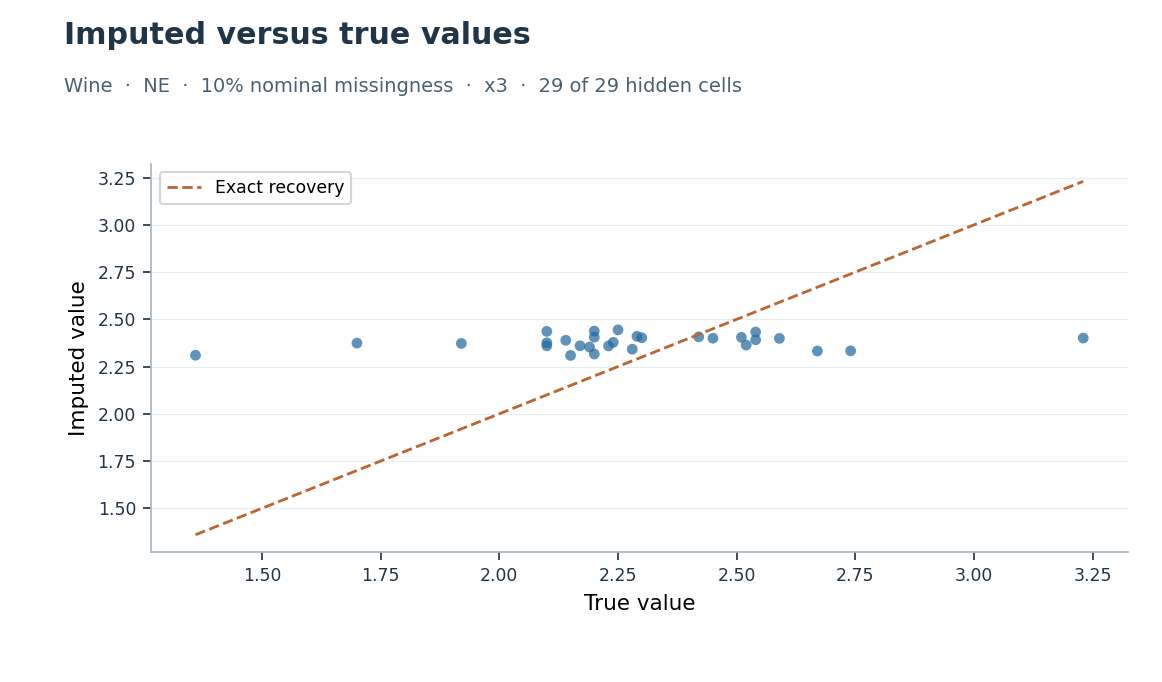 Imputed versus true values
Wine · NE · 10% nominal missingness · x3 · 29 of 29 hidden cells
Exact recovery
3.25
3.00
2.75
2.50
2.25
2.00
1.75
1.50
Imputed value
1.50 1.75 2.00 2.25 2.50 2.75 3.00 3.25
True value